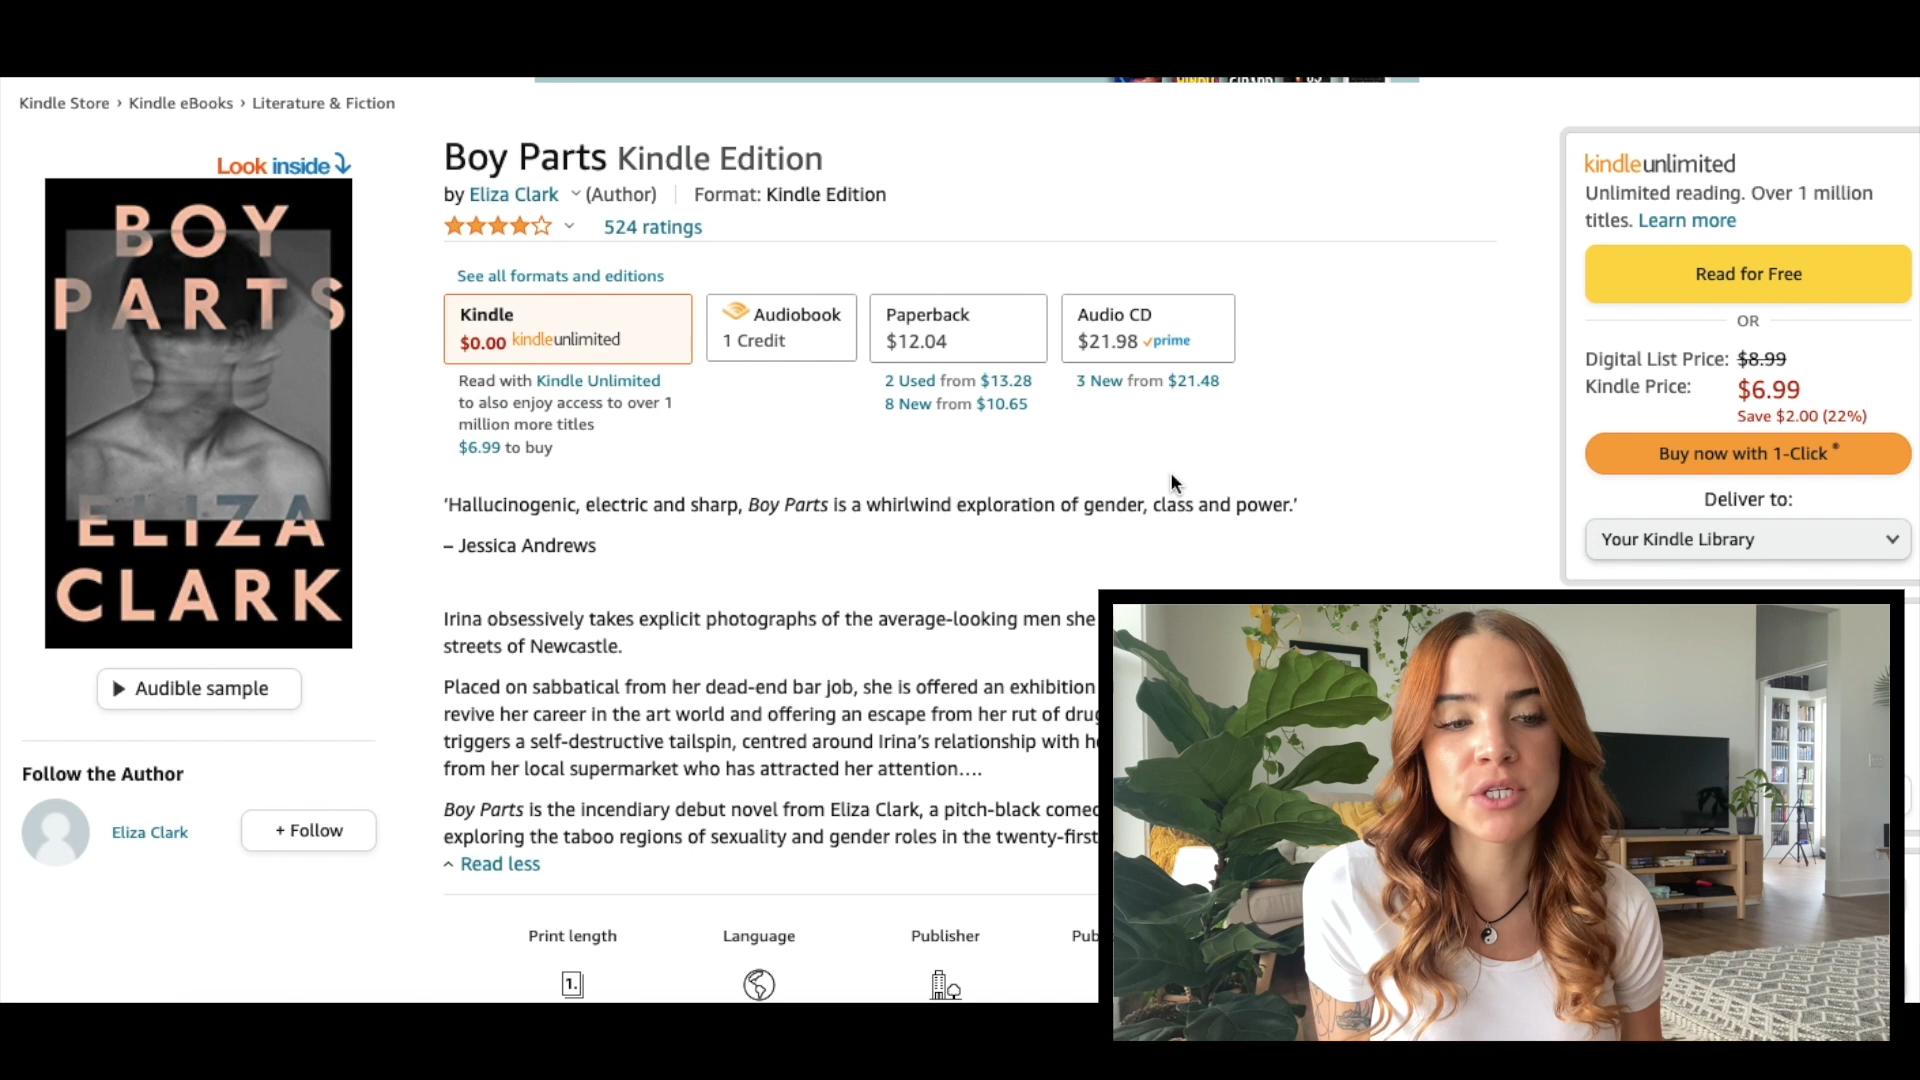 Kindle Store › Kindle eBooks › Literature & Fiction
Look inside
BOY
PARTS
ELIZA
CLARK
Audible sample
Follow the Author
Eliza Clark
+ Follow
Boy Parts Kindle Edition
by Eliza Clark (Author) Format: Kindle Edition
524 ratings
See all formats and editions
Kindle
$0.00 kindleunlimited
Audiobook
1 Credit
Paperback
$12.04
Audio CD
$21.98 prime
Read with Kindle Unlimited
to also enjoy access to over 1
million more titles
$6.99 to buy
2 Used from $13.28
8 New from $10.65
3 New from $21.48
'Hallucinogenic, electric and sharp, Boy Parts is a whirlwind exploration of gender, class and power.'
– Jessica Andrews
Irina obsessively takes explicit photographs of the average-looking men she
streets of Newcastle.
Placed on sabbatical from her dead-end bar job, she is offered an exhibition
revive her career in the art world and offering an escape from her rut of
triggers a self-destructive tailspin, centred around Irina's relationship with
from her local supermarket who has attracted her attention….
Boy Parts is the incendiary debut novel from Eliza Clark, a pitch-black
exploring the taboo regions of sexuality and gender roles in the twenty-first
Read less
Print length
Language
Publisher
1.
kindleunlimited
Unlimited reading. Over 1 million
titles. Learn more
Read for Free
OR
Digital List Price: $8.99
Kindle Price: $6.99
Save $2.00 (22%)
Buy now with 1-Click ®
Deliver to:
Your Kindle Library